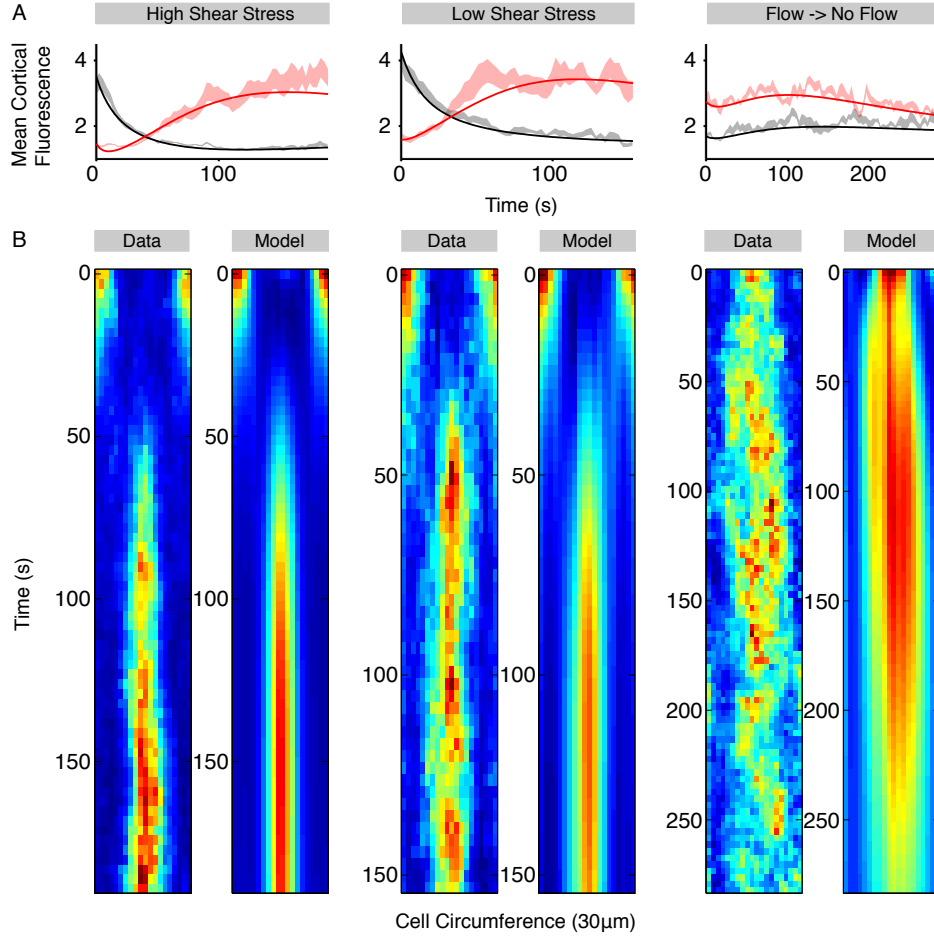 A
High Shear Stress
Low Shear Stress
Flow -> No Flow
Mean Cortical
Fluorescence
4
2
0
100
4
2
0
100
4
2
0
100
200
Time (s)
B
Data
Model
Data
Model
Data
Model
Time (s)
0
50
100
150
0
50
100
150
0
50
100
150
0
50
100
150
0
50
100
150
200
250
0
50
100
150
200
250
Cell Circumference (30µm)